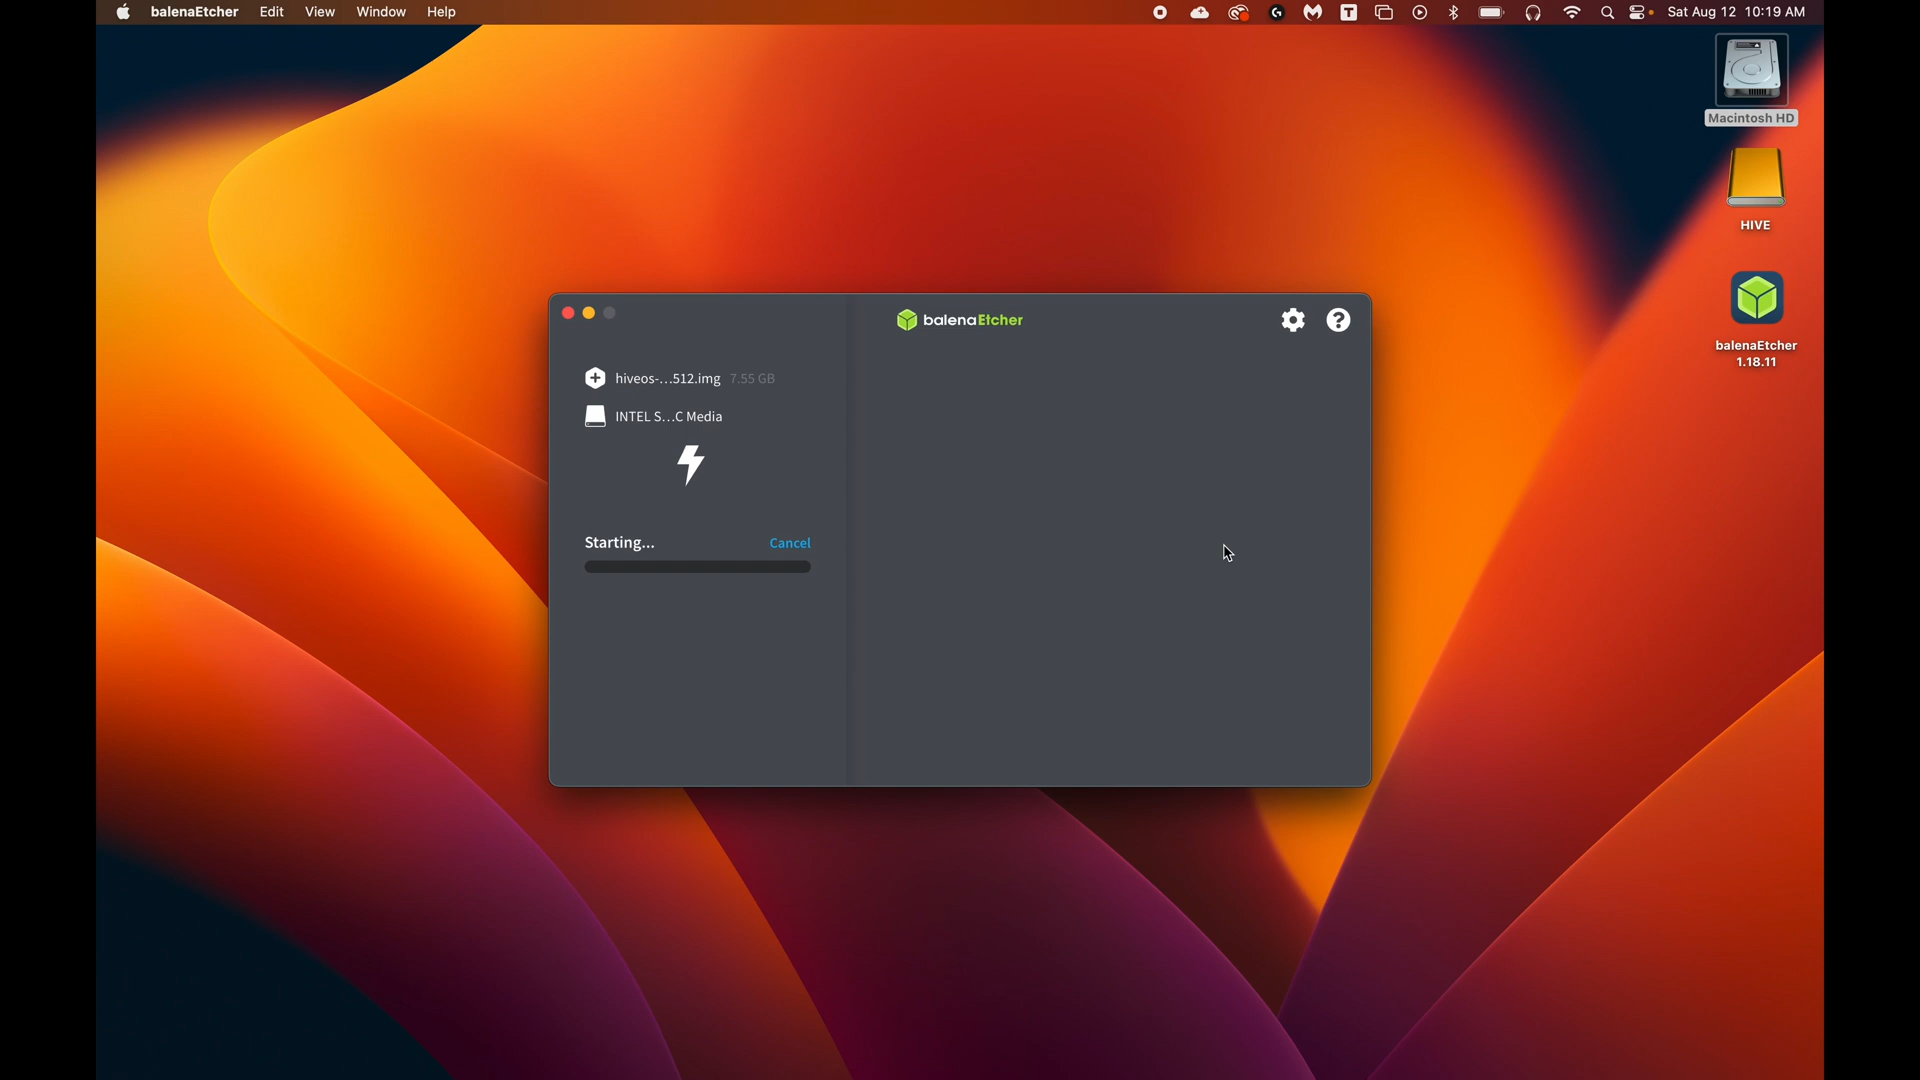 balenaEtcher Edit View Window Help
T
Sat Aug 12 10:19 AM
Macintosh HD
HIVE
balenaEtcher
1.18.11
balenaEtcher
hiveos-...512.img 7.55 GB
INTEL S...C Media
Starting... Cancel